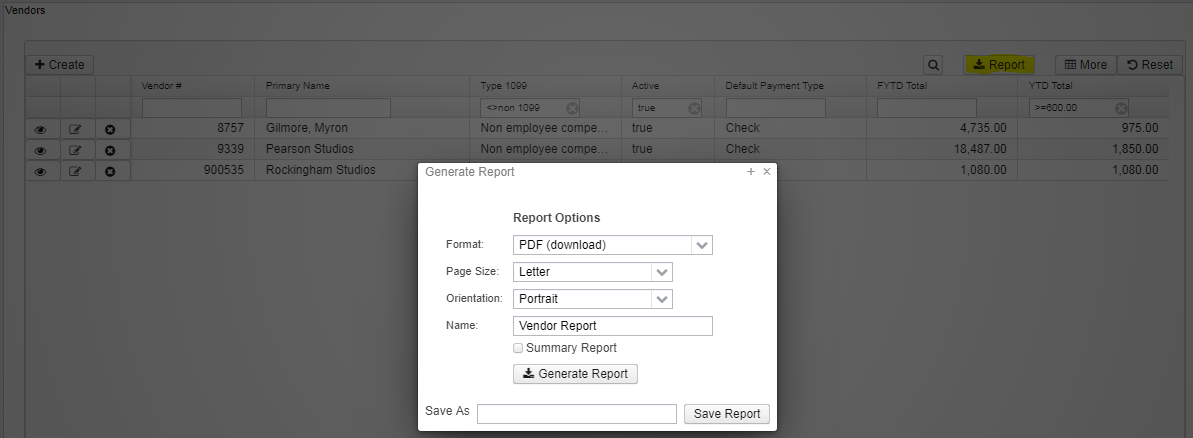 Vendors
Create Report More Reset
Vendor # Primary Name Type 1099 Active Default Payment Type FYTD Total YTD Total
<>non 1099 true >=600.00
8757 Gilmore, Myron Non employee compe... true Check 4,735.00 975.00
9339 Pearson Studios Non employee compe... true Check 18,487.00 1,850.00
900535 Rockingham Studios 1,080.00 1,080.00
Generate Report
Report Options
Format: PDF (download)
Page Size: Letter
Orientation: Portrait
Name: Vendor Report
Summary Report
Generate Report
Save As Save Report